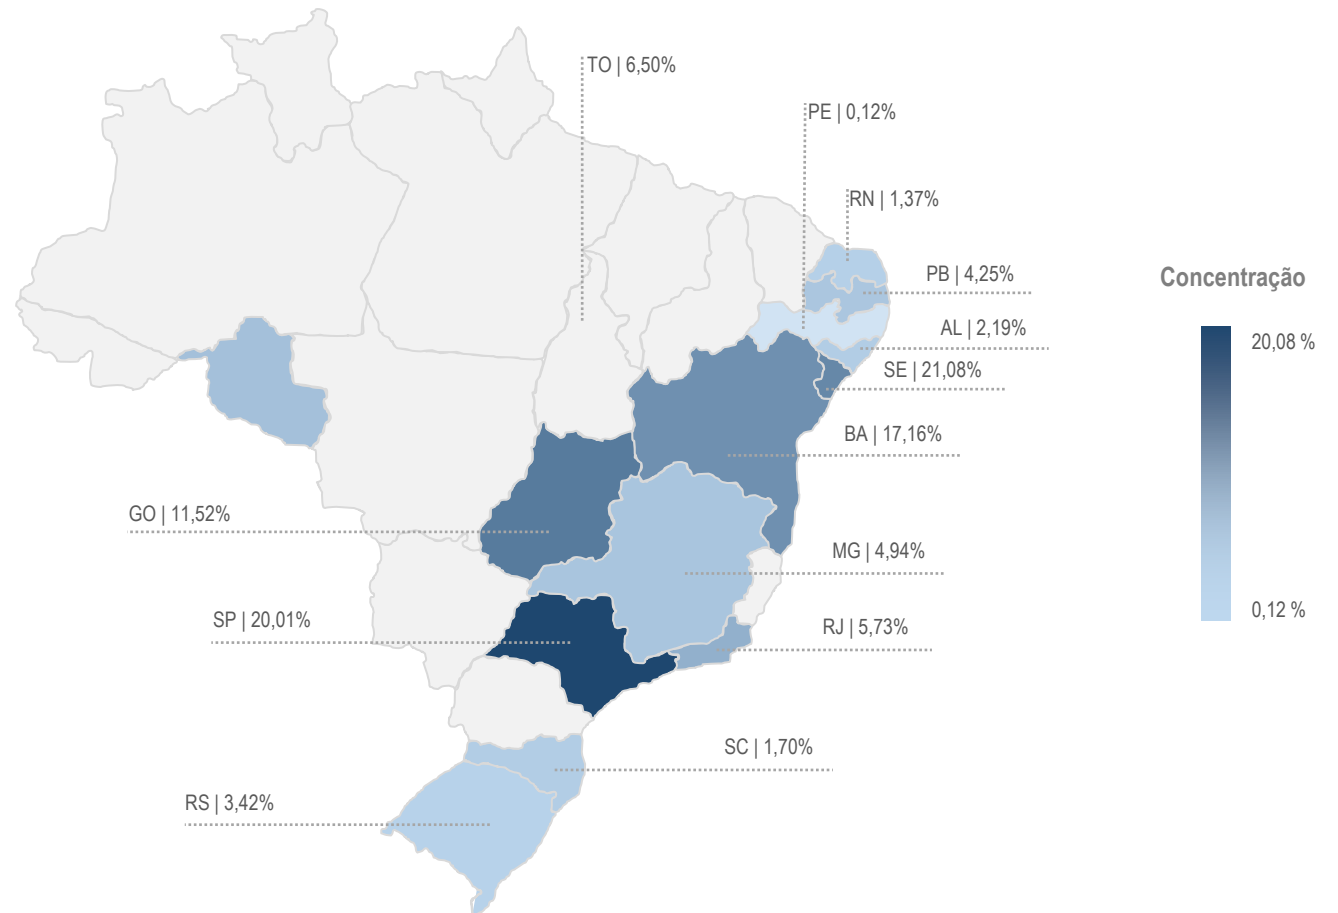 TO | 6,50%
PE | 0,12%
RN | 1,37%
PB | 4,25%
Concentração
AL | 2,19%
20,08 %
SE | 21,08%
BA | 17,16%
GO | 11,52%
MG | 4,94%
0,12 %
SP | 20,01%
RJ | 5,73%
SC | 1,70%
RS | 3,42%